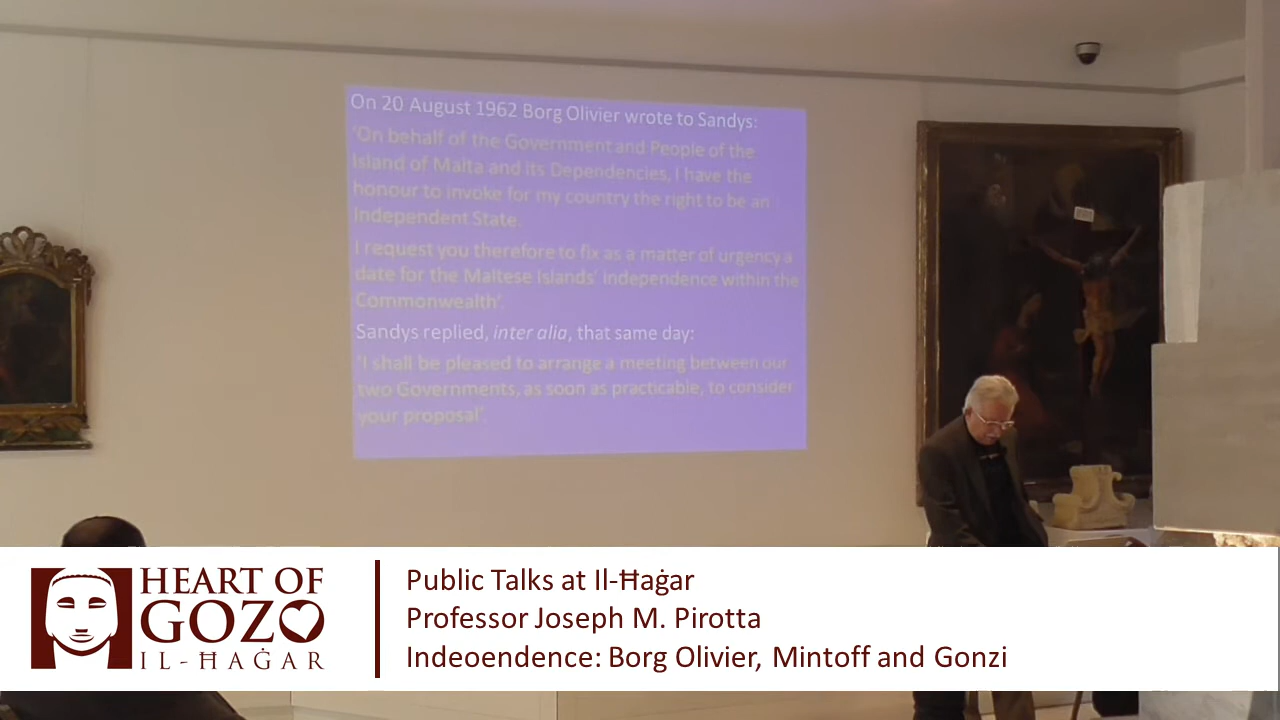 On 20 August 1962 Borg Olivier wrote to Sandys:
'On behalf of the Government and People of the
Island of Malta and its Dependencies, I have the
honour to invoke for my country the right to be an
Independent State.
I request you therefore to fix as a matter of urgency a
date for the Maltese Islands' Independence within the
Commonwealth'.
Sandys replied, inter alia, that same day:
'I shall be pleased to arrange a meeting between our
two Governments, as soon as practicable, to consider
your proposal'.
HEART OF
GOZO
IL-ĦAĠAR
Public Talks at Il-Ħaġar
Professor Joseph M. Pirotta
Indeoendence: Borg Olivier, Mintoff and Gonzi